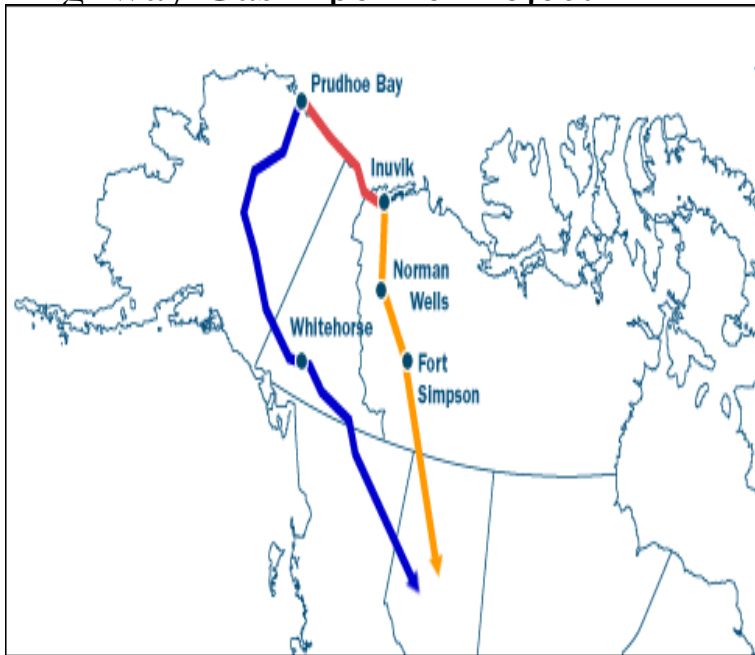 Prudhoe Bay
Inuvik
Norman
Wells
Whitehorse
Fort
Simpson